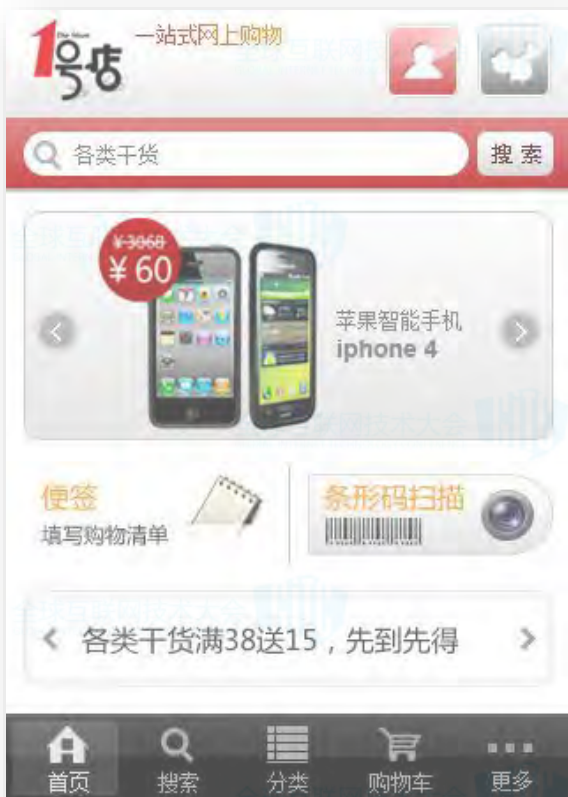 1号店
The Store
一站式网上购物
各类干货
搜索
¥3068
¥60
苹果智能手机
iphone 4
便签
填写购物清单
条形码扫描
各类干货满38送15，先到先得
首页
搜索
分类
购物车
更多